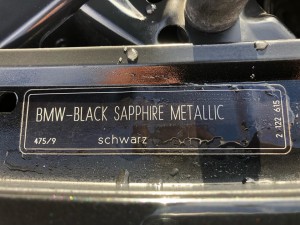 BMW-BLACK SAPPHIRE METALLIC
475/9 schwarz
2 122 615